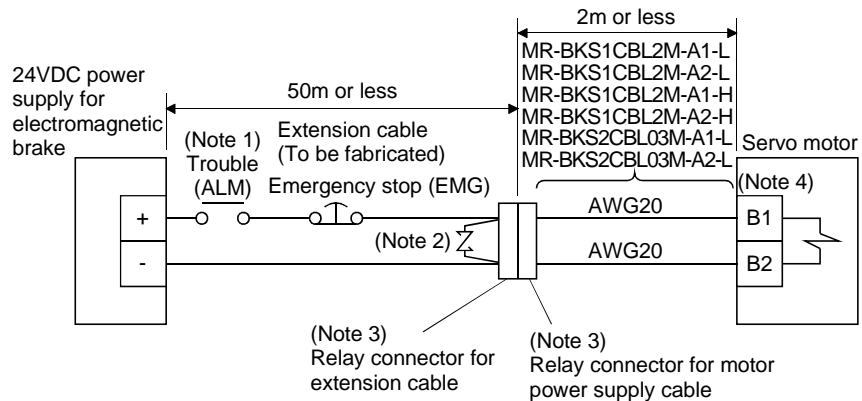 2m or less
MR-BKS1CBL2M-A1-L
MR-BKS1CBL2M-A2-L
MR-BKS1CBL2M-A1-H
MR-BKS1CBL2M-A2-H
MR-BKS2CBL03M-A1-L
MR-BKS2CBL03M-A2-L
24VDC power
supply for
electromagnetic
brake
50m or less
(Note 1)
Trouble
(ALM)
Extension cable
(To be fabricated)
Emergency stop (EMG)
Servo motor
(Note 4)
+
-
(Note 2)
AWG20
AWG20
B1
B2
(Note 3)
Relay connector for
extension cable
(Note 3)
Relay connector for motor
power supply cable